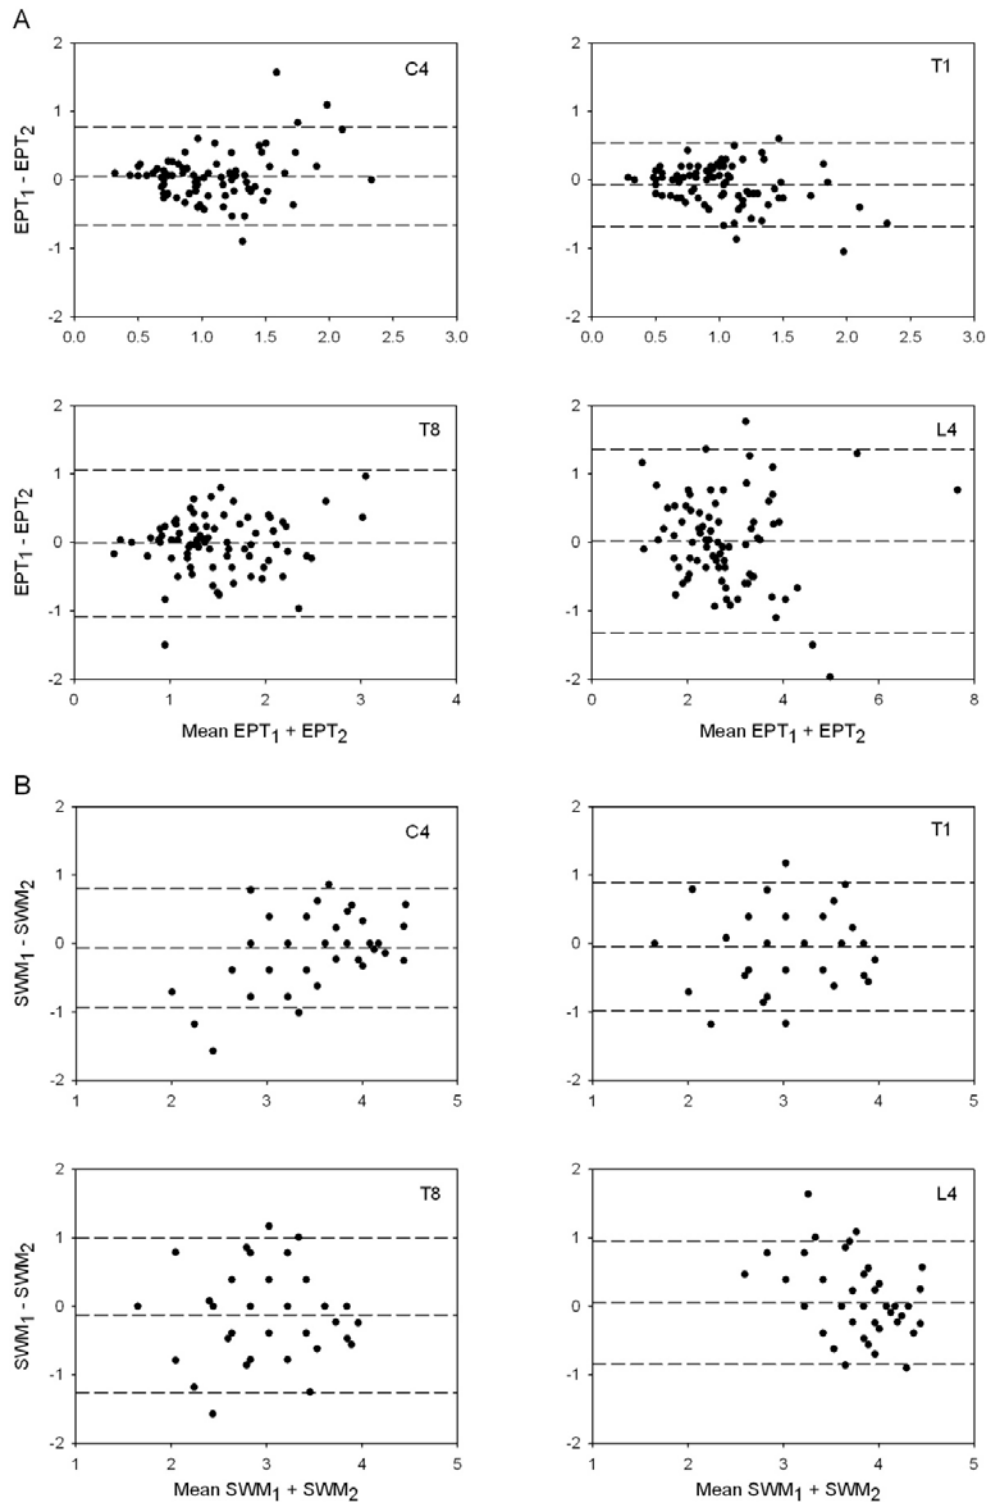 A
C4
T1
EPT1 - EPT2
2
1
0
-1
-2
0.0 0.5 1.0 1.5 2.0 2.5 3.0
2
1
0
-1
-2
0.0 0.5 1.0 1.5 2.0 2.5 3.0
T8
L4
EPT1 - EPT2
2
1
0
-1
-2
0 1 2 3 4
Mean EPT1 + EPT2
2
1
0
-1
-2
0 2 4 6 8
Mean EPT1 + EPT2
B
C4
T1
SWM1 - SWM2
2
1
0
-1
-2
1 2 3 4 5
2
1
0
-1
-2
1 2 3 4 5
T8
L4
SWM1 - SWM2
2
1
0
-1
-2
1 2 3 4 5
Mean SWM1 + SWM2
2
1
0
-1
-2
1 2 3 4 5
Mean SWM1 + SWM2